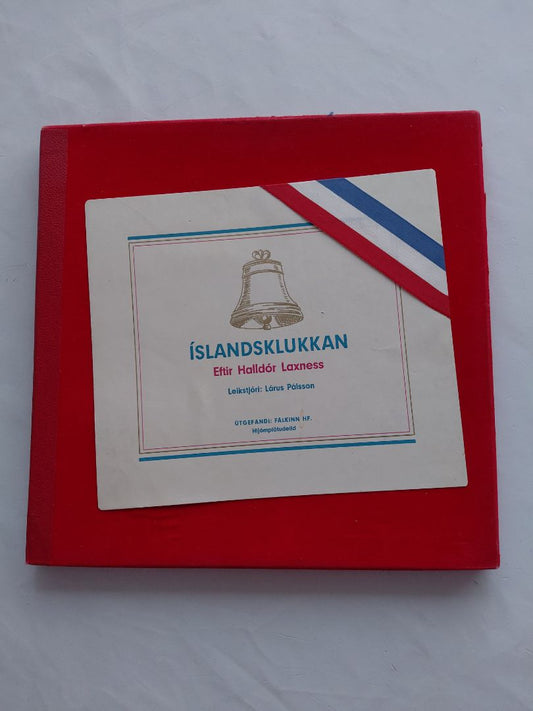 ÍSLANDSKLUKKAN
Eftir Halldór Laxness
Leikstjóri: Lárus Pálsson
ÚTGEFANDI: FÁLKINN HF.
Hljómplötudeild